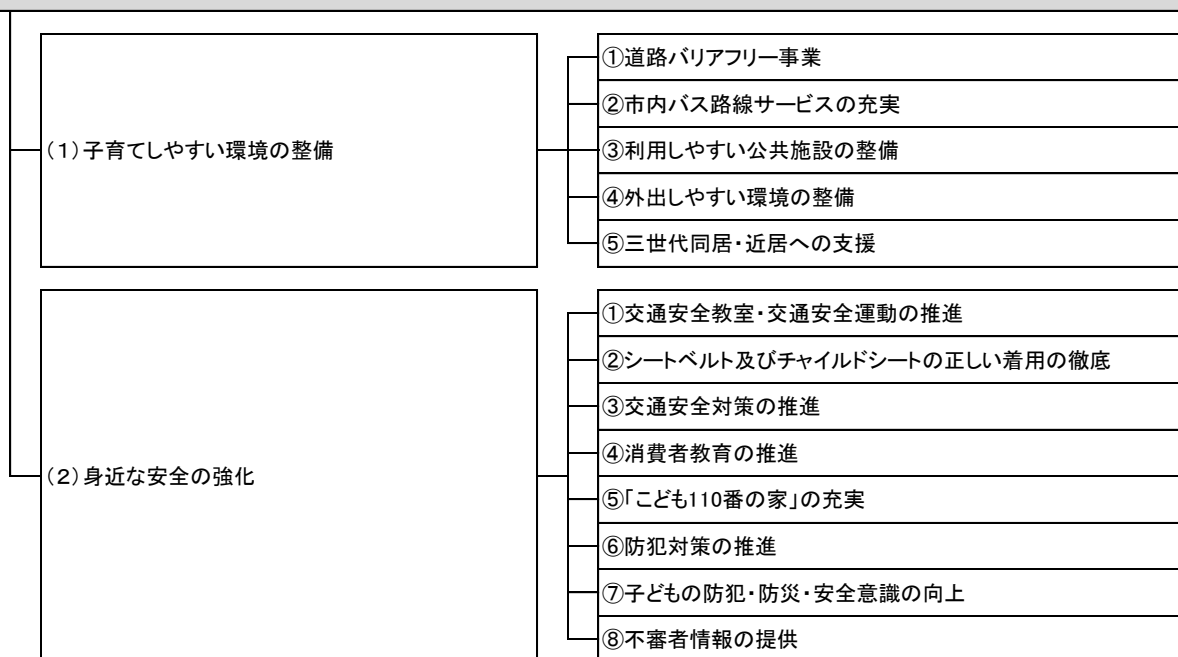 (1)子育てしやすい環境の整備
①道路バリアフリー事業
②市内バス路線サービスの充実
③利用しやすい公共施設の整備
④外出しやすい環境の整備
⑤三世代同居・近居への支援
(2)身近な安全の強化
①交通安全教室・交通安全運動の推進
②シートベルト及びチャイルドシートの正しい着用の徹底
③交通安全対策の推進
④消費者教育の推進
⑤「こども110番の家」の充実
⑥防犯対策の推進
⑦子どもの防犯・防災・安全意識の向上
⑧不審者情報の提供